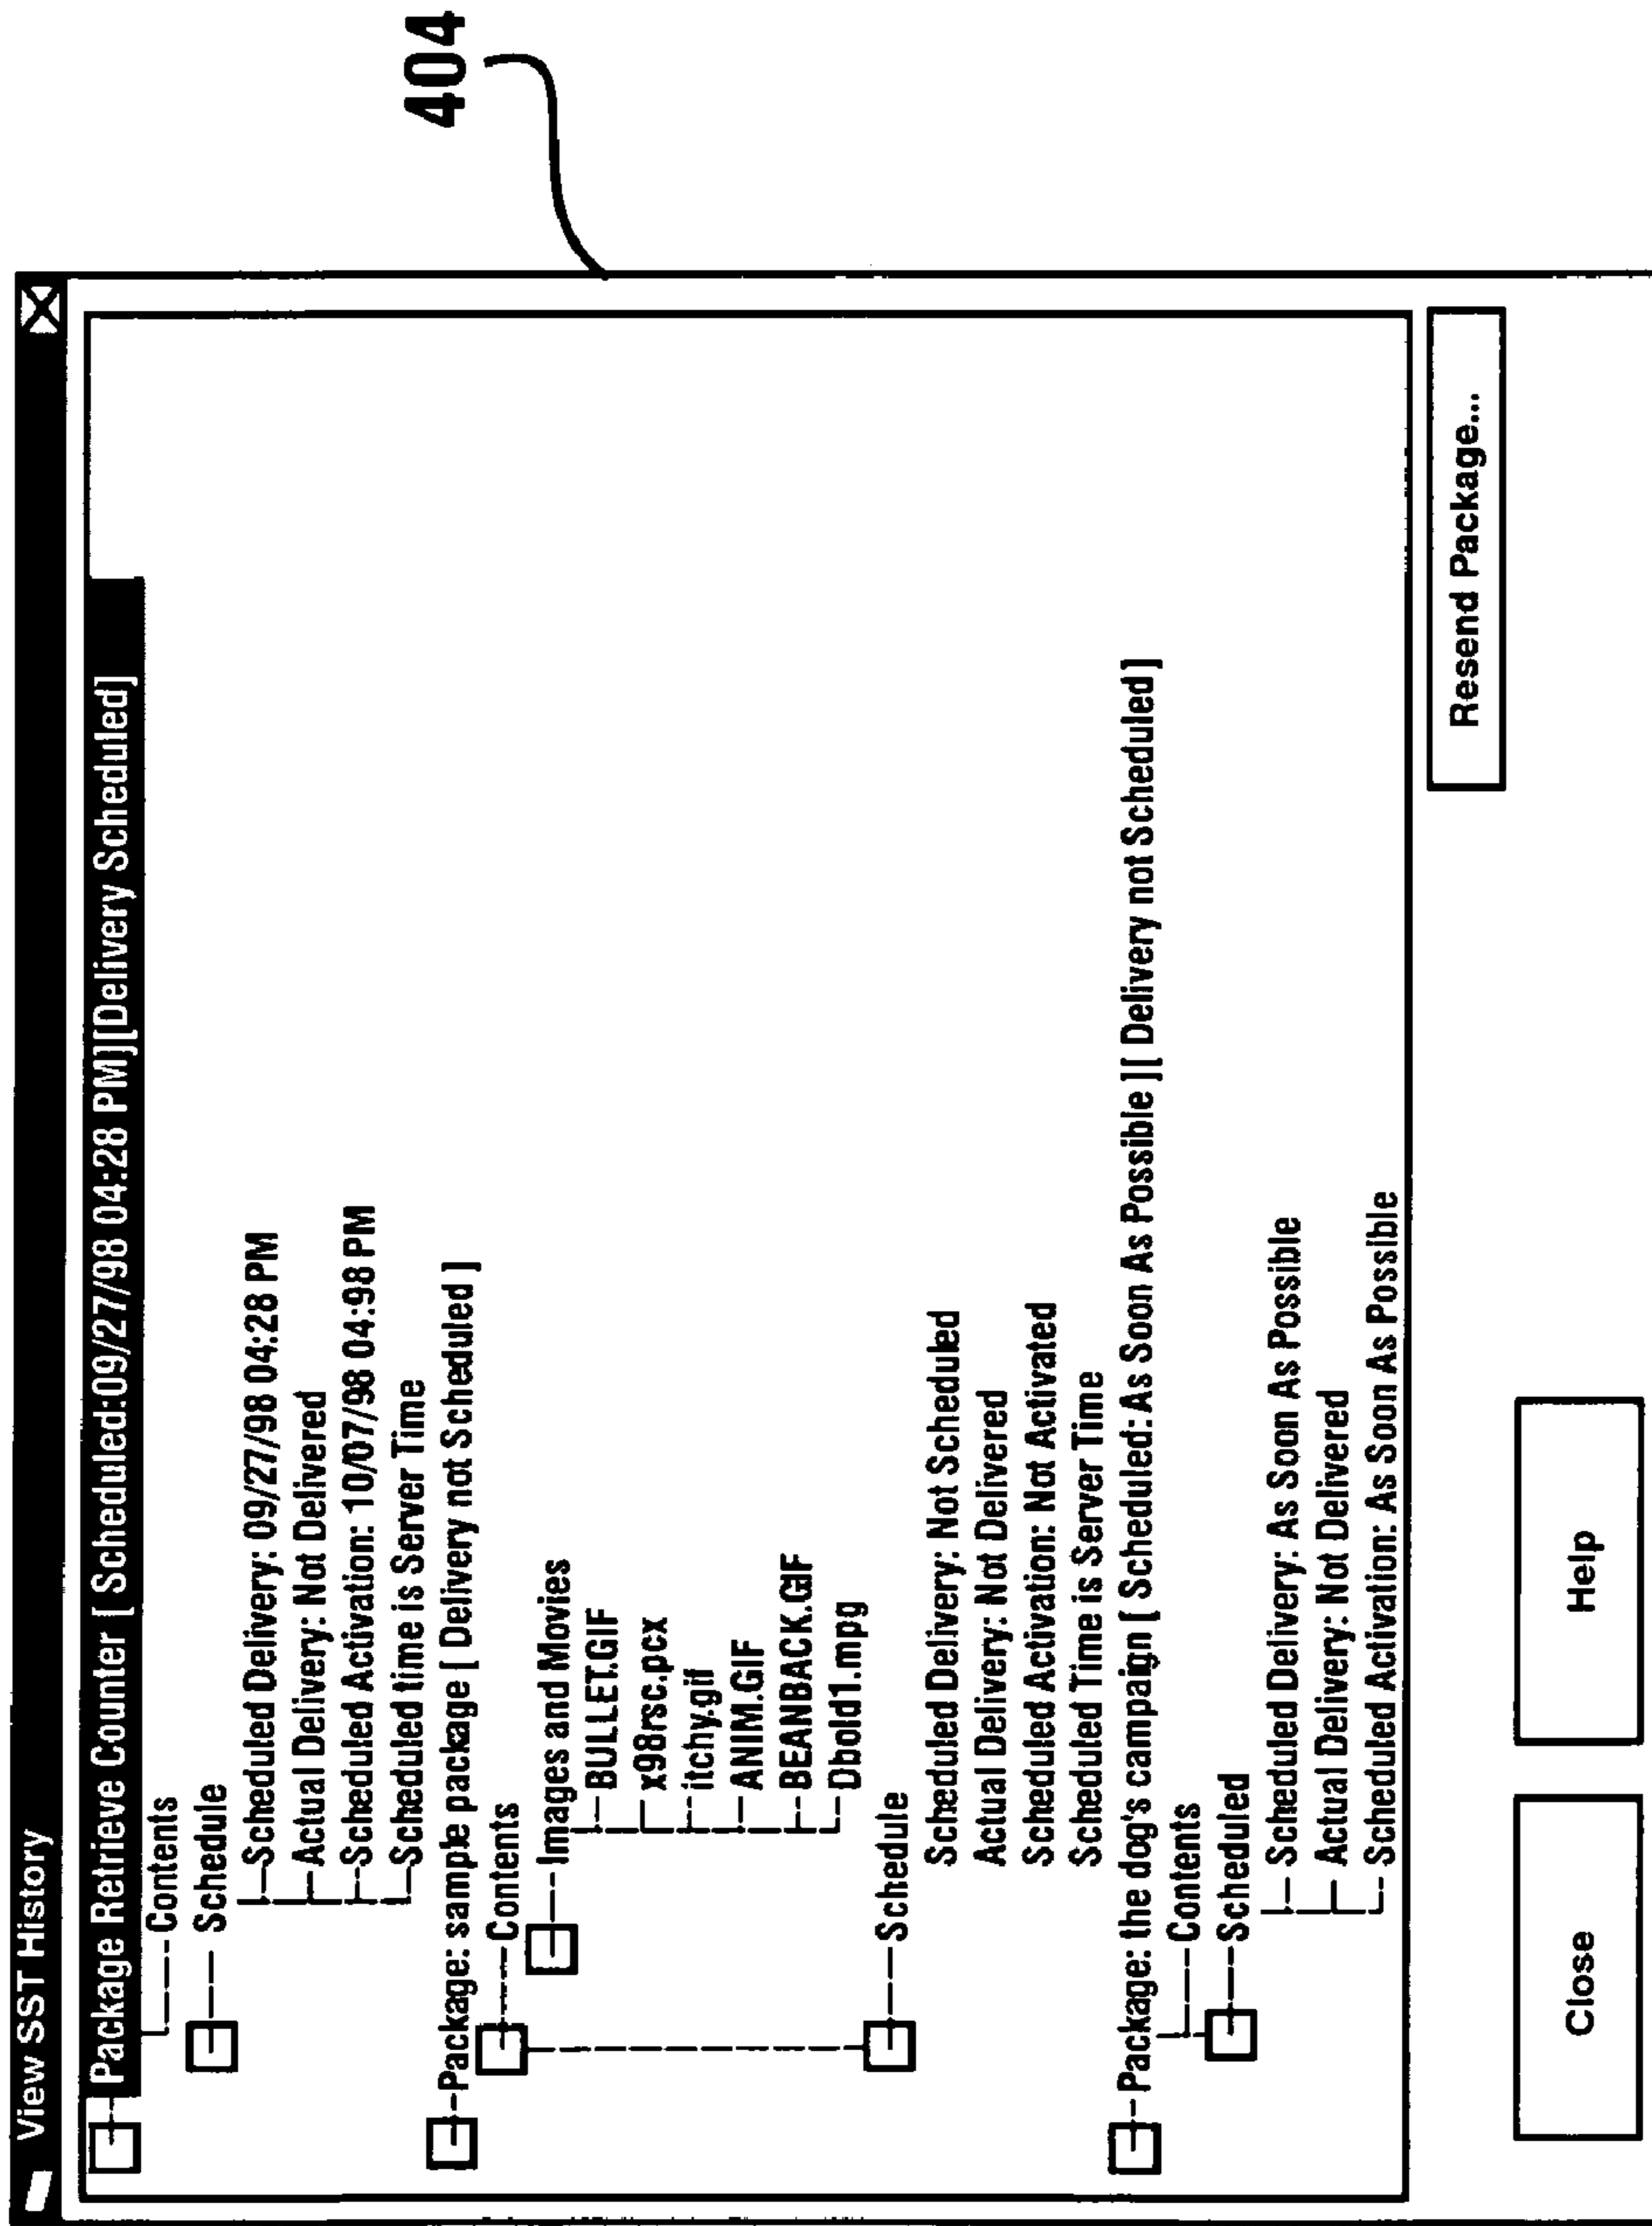 404
View SST History
Package Retrieve Counter [ Scheduled:09/27/98 04:28 PM][Delivery Scheduled]
Contents
Schedule
Scheduled Delivery: 09/27/98 04:28 PM
Actual Delivery: Not Delivered
Scheduled Activation: 10/07/98 04:98 PM
Scheduled time is Server Time
Package: sample package [ Delivery not Scheduled ]
Contents
Images and Movies
BULLET.GIF
x98rsc.pcx
itchy.gif
ANIM.GIF
BEANBACK.GIF
Dbold1.mpg
Schedule
Scheduled Delivery: Not Scheduled
Actual Delivery: Not Delivered
Scheduled Activation: Not Activated
Scheduled Time is Server Time
Package: the dog's campaign [ Scheduled: As Soon As Possible ][ Delivery not Scheduled ]
Contents
Scheduled
Scheduled Delivery: As Soon As Possible
Actual Delivery: Not Delivered
Scheduled Activation: As Soon As Possible
Resend Package...
Close
Help